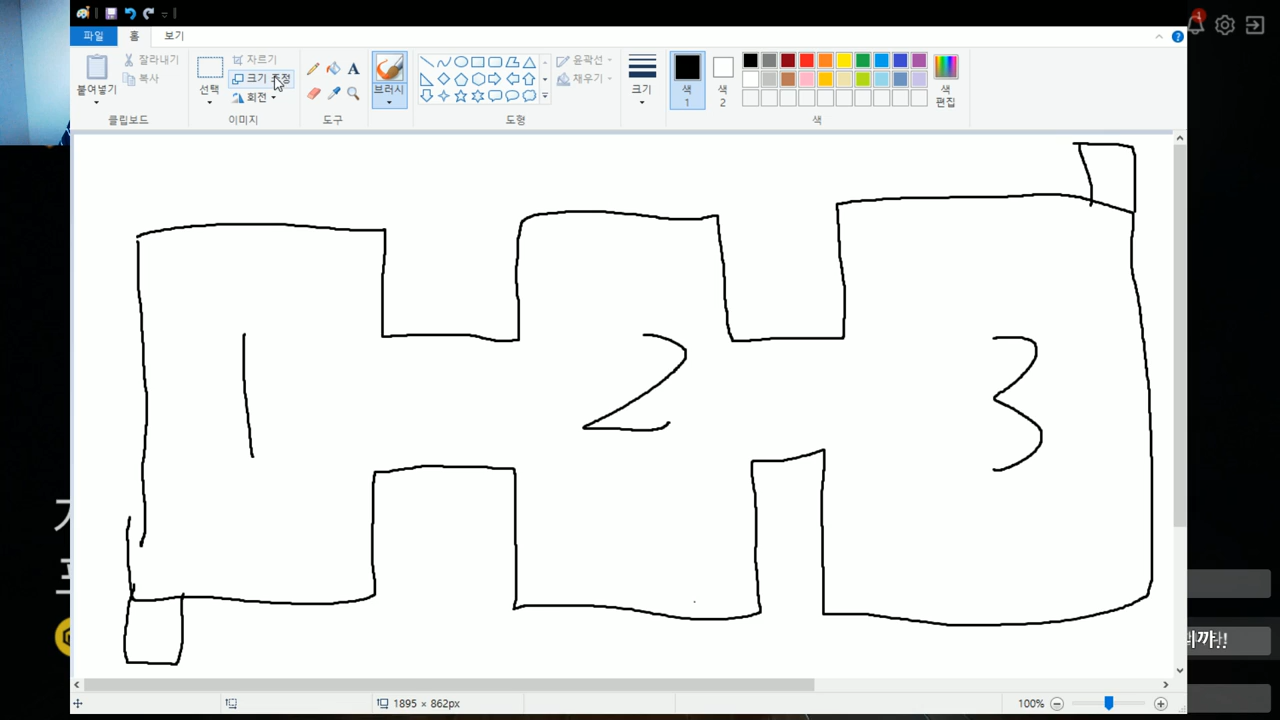 파일 홈 보기
붙여넣기
잘라내기
복사
클립보드
선택
자르기
크기 조정
회전
이미지
A
도구
브러시
윤곽선
채우기
도형
크기
색
1
색
2
색
편집
색
1 2 3
1895 × 862px
100%